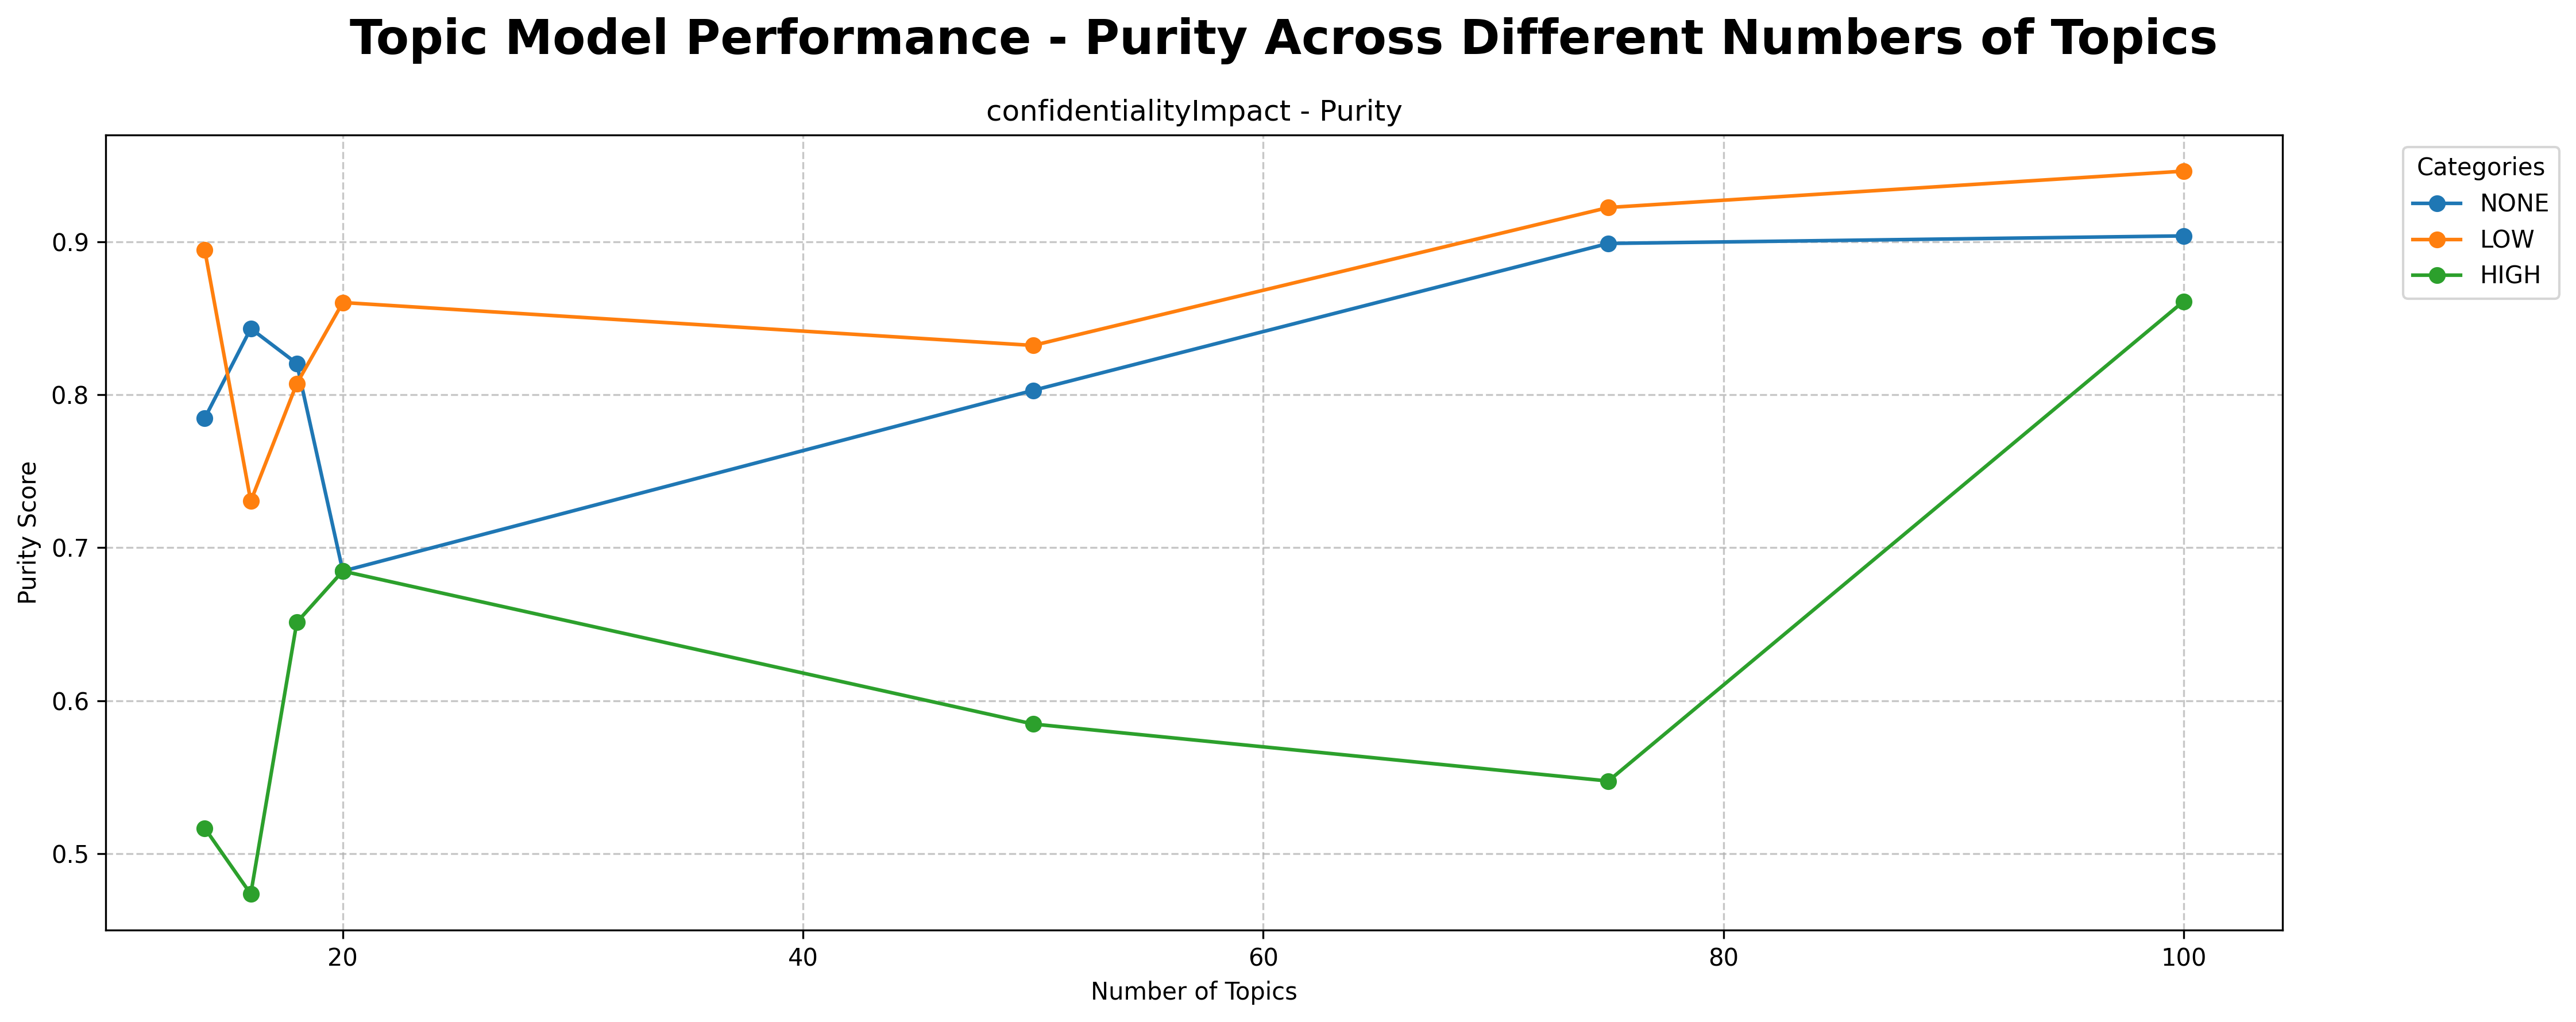 Topic Model Performance - Purity Across Different Numbers of Topics
confidentialityImpact - Purity
Categories
NONE
LOW
HIGH
Purity Score
0.9
0.8
0.7
0.6
0.5
20 40 60 80 100
Number of Topics